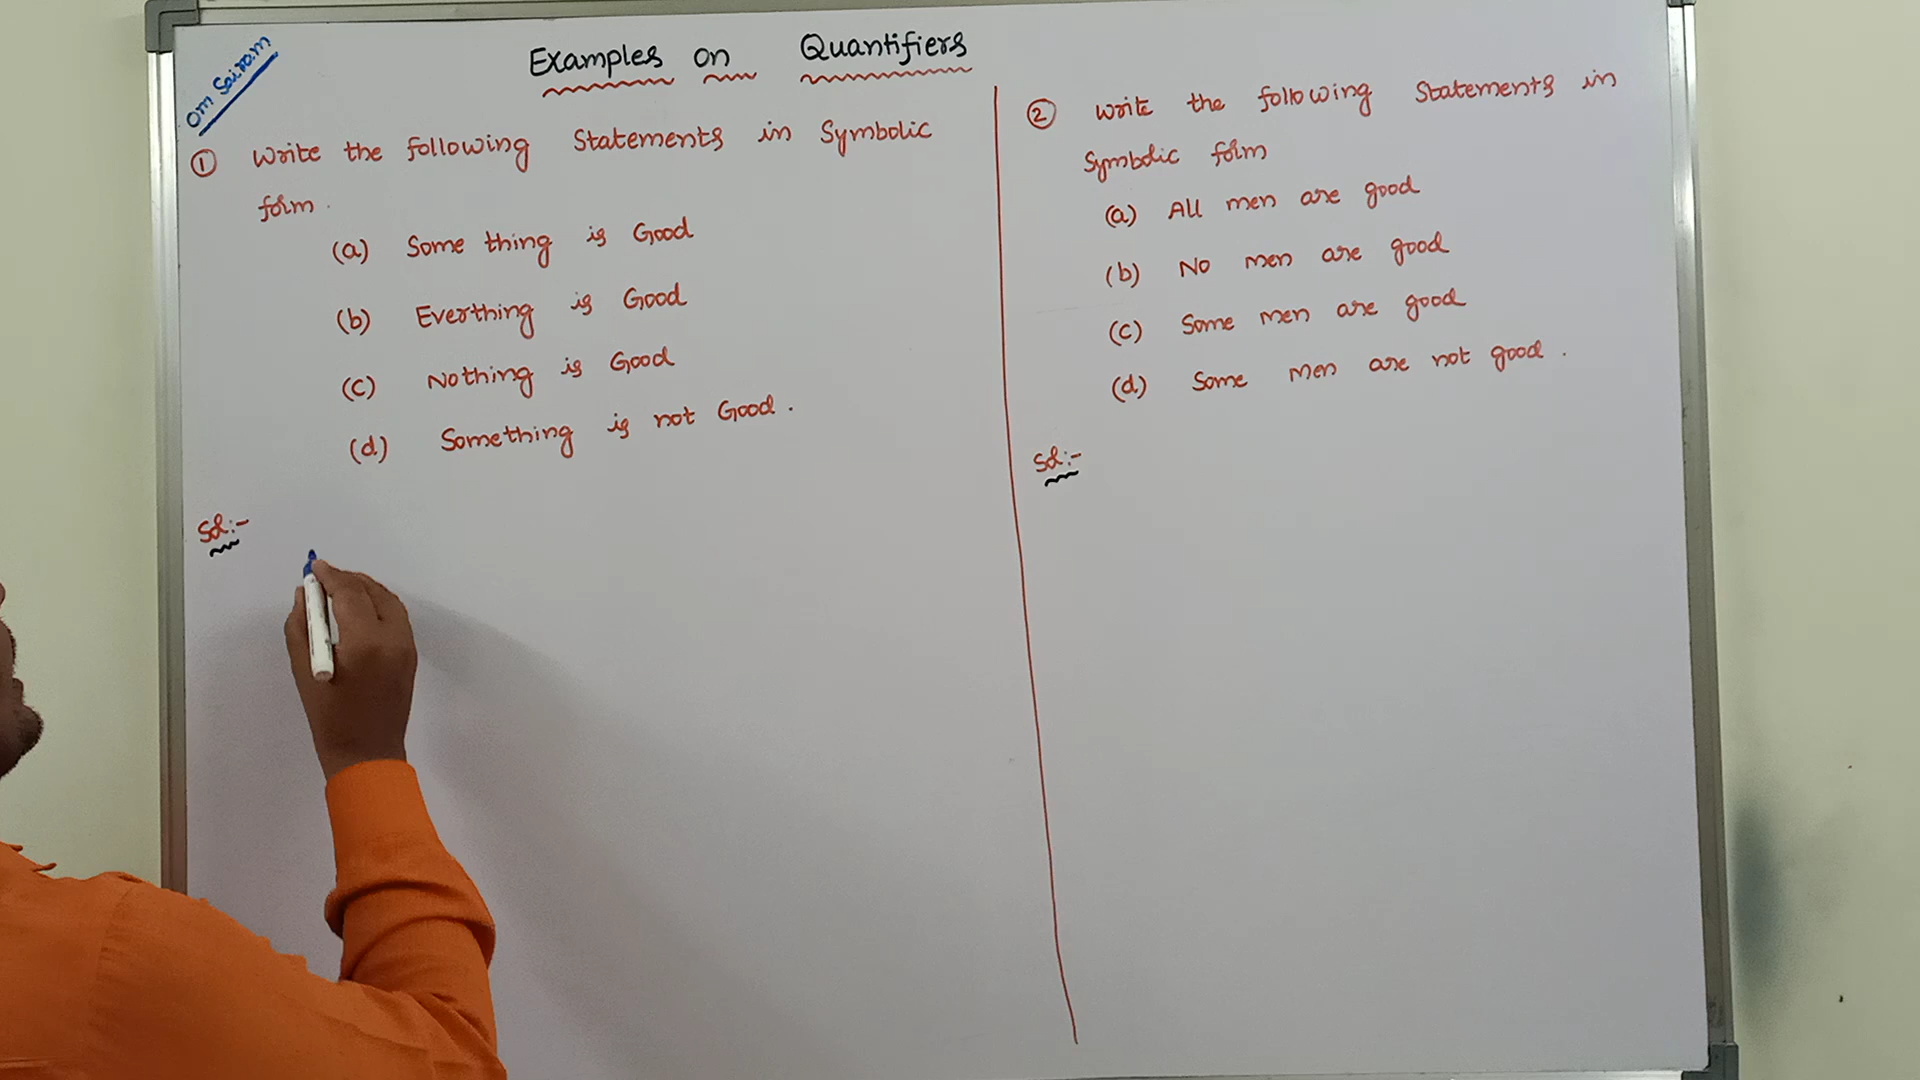 Om Sairam
Examples on Quantifiers
① Write the following Statements in Symbolic
form.
(a) Some thing is Good
(b) Everthing is Good
(c) Nothing is Good
(d) Something is not Good.
Sol:-
② Write the following Statements in
Symbolic form
(a) All men are good
(b) No men are good
(c) Some men are good
(d) Some men are not good.
Sol:-